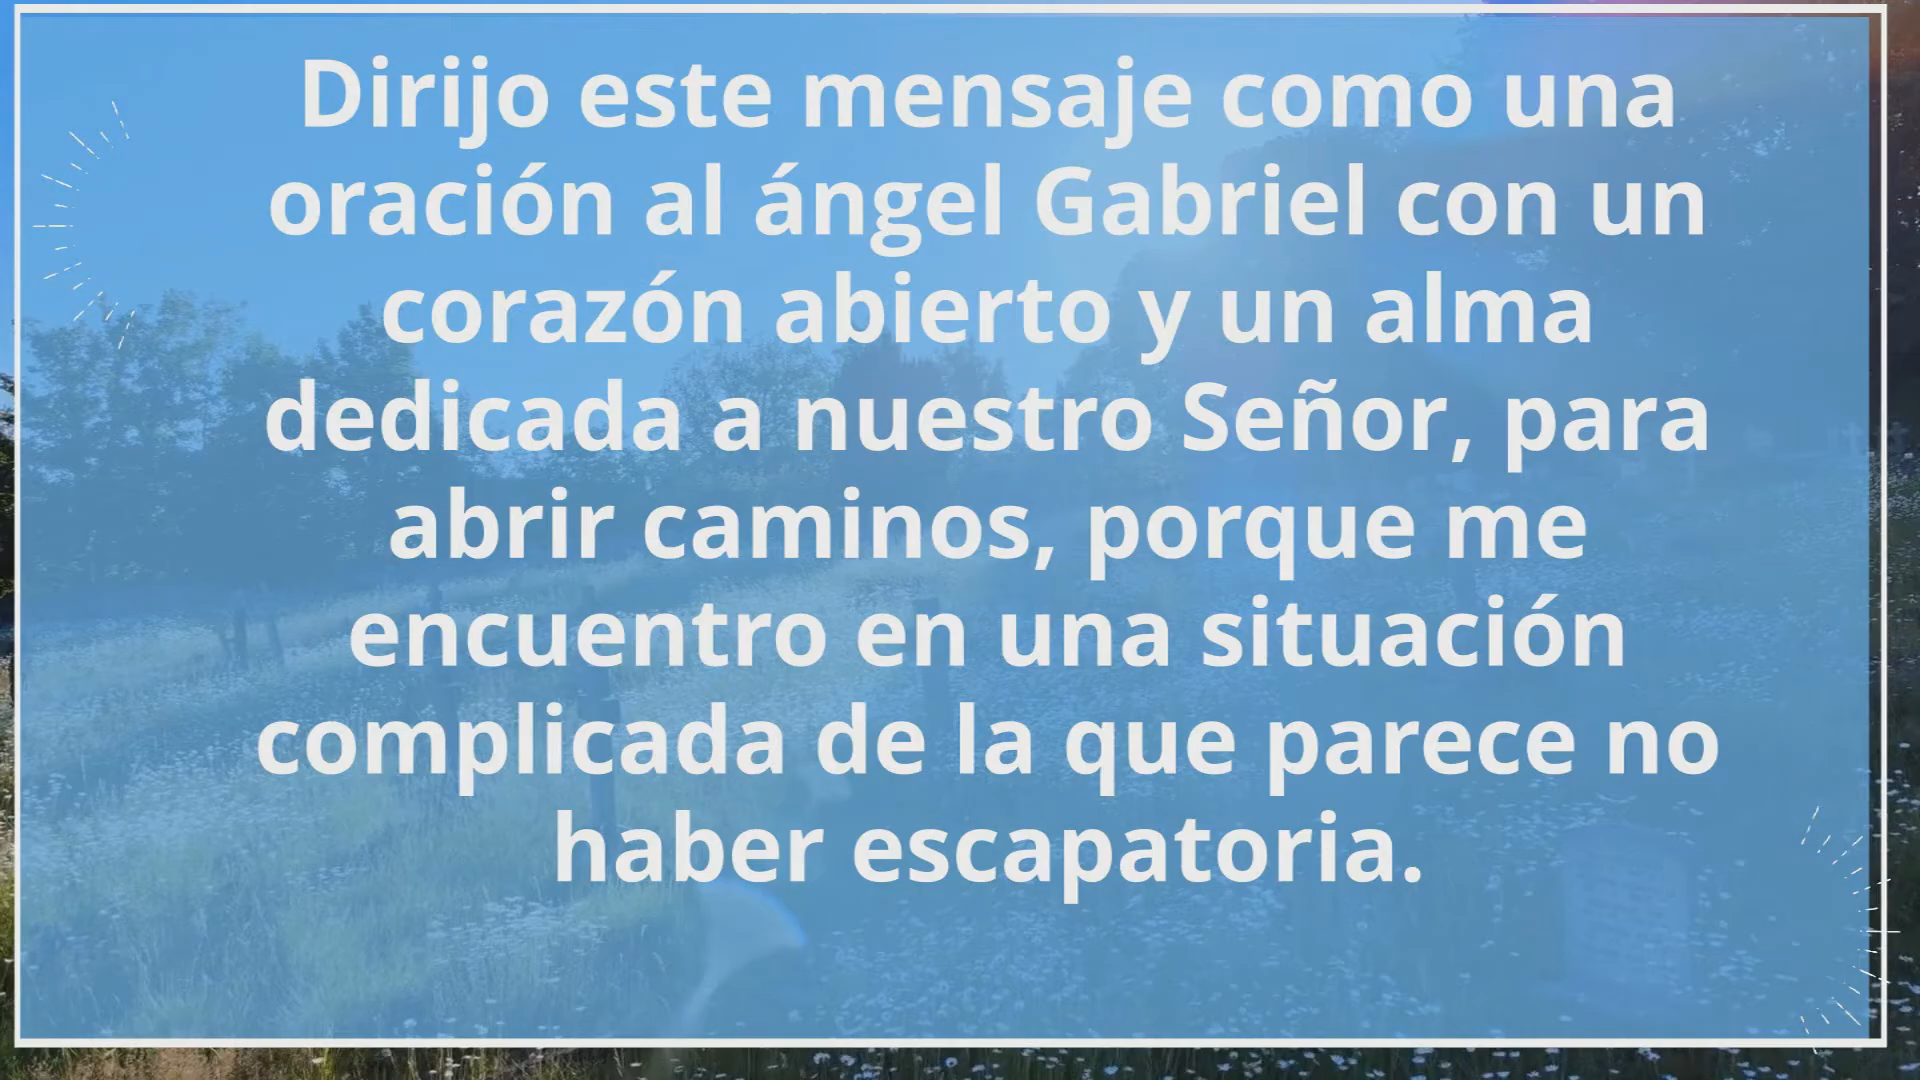 Dirijo este mensaje como una
oración al ángel Gabriel con un
corazón abierto y un alma
dedicada a nuestro Señor, para
abrir caminos, porque me
encuentro en una situación
complicada de la que parece no
haber escapatoria.